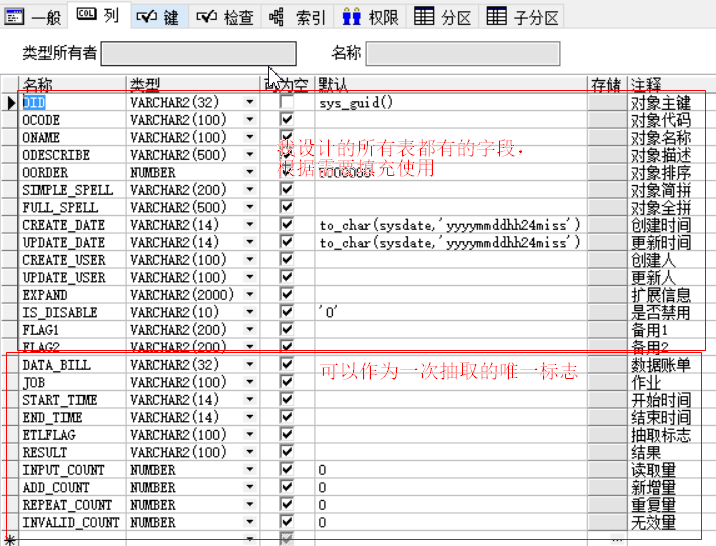 一般 列 键 检查 索引 权限 分区 子分区
类型所有者 名称
名称 类型 可为空 默认 存储 注释
DID VARCHAR2(32) sys_guid() 对象主键
OCODE VARCHAR2(100) 对象代码
ONAME VARCHAR2(100) 对象名称
我设计的所有表都有的字段，
ODESCRIBE VARCHAR2(500) 对象描述
根据需要填充使用
OORDER NUMBER 对象排序
SIMPLE_SPELL VARCHAR2(200) 对象简拼
FULL_SPELL VARCHAR2(500) 对象全拼
CREATE_DATE VARCHAR2(14) to_char(sysdate,'yyyymmddhh24miss') 创建时间
UPDATE_DATE VARCHAR2(14) to_char(sysdate,'yyyymmddhh24miss') 更新时间
CREATE_USER VARCHAR2(100) 创建人
UPDATE_USER VARCHAR2(100) 更新人
EXPAND VARCHAR2(2000) 扩展信息
IS_DISABLE VARCHAR2(10) '0' 是否禁用
FLAG1 VARCHAR2(200) 备用1
FLAG2 VARCHAR2(200) 备用2
DATA_BILL VARCHAR2(32) 可以作为一次抽取的唯一标志 数据账单
JOB VARCHAR2(100) 作业
START_TIME VARCHAR2(14) 开始时间
END_TIME VARCHAR2(14) 结束时间
ETLFLAG VARCHAR2(100) 抽取标志
RESULT VARCHAR2(100) 结果
INPUT_COUNT NUMBER 0 读取量
ADD_COUNT NUMBER 0 新增量
REPEAT_COUNT NUMBER 0 重复量
INVALID_COUNT NUMBER 0 无效量